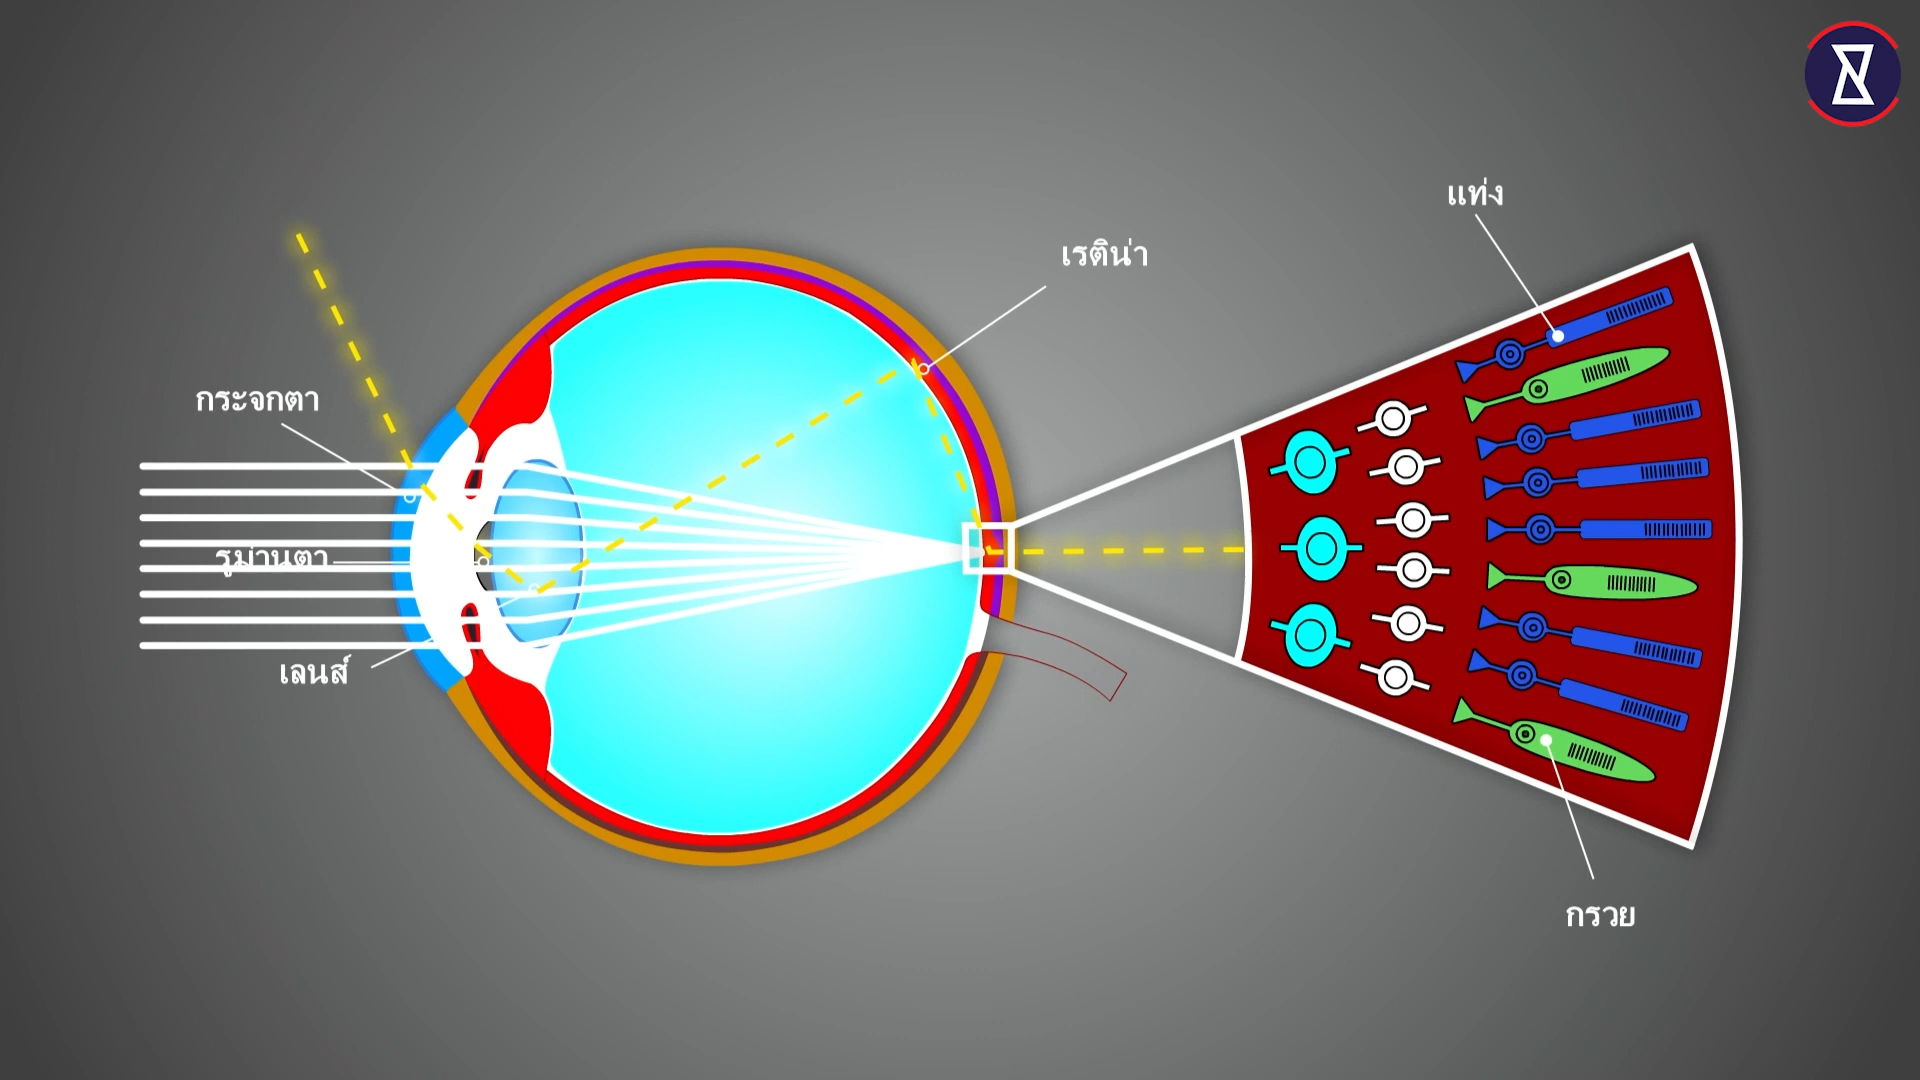 แท่ง
เรติน่า
กระจกตา
รูม่านตา
เลนส์
กรวย